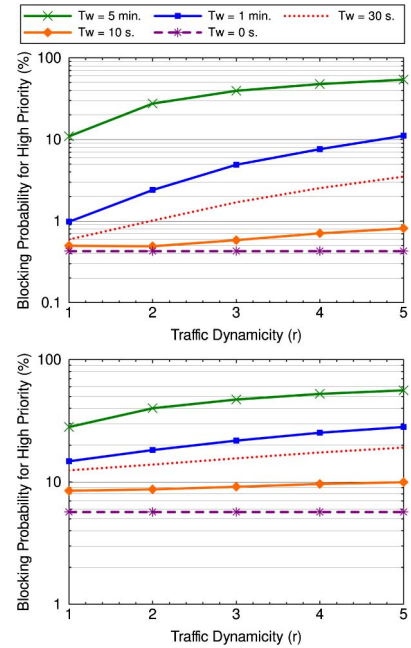 Tw = 5 min.
Tw = 1 min.
Tw = 30 s.
Tw = 10 s.
Tw = 0 s.
Blocking Probability for High Priority (%)
100
10
1
0.1
1 2 3 4 5
Traffic Dynamicity (r)
Blocking Probability for High Priority (%)
100
10
1
1 2 3 4 5
Traffic Dynamicity (r)